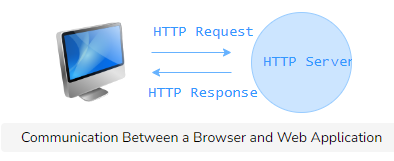 HTTP Request
HTTP Server
HTTP Response
Communication Between a Browser and Web Application